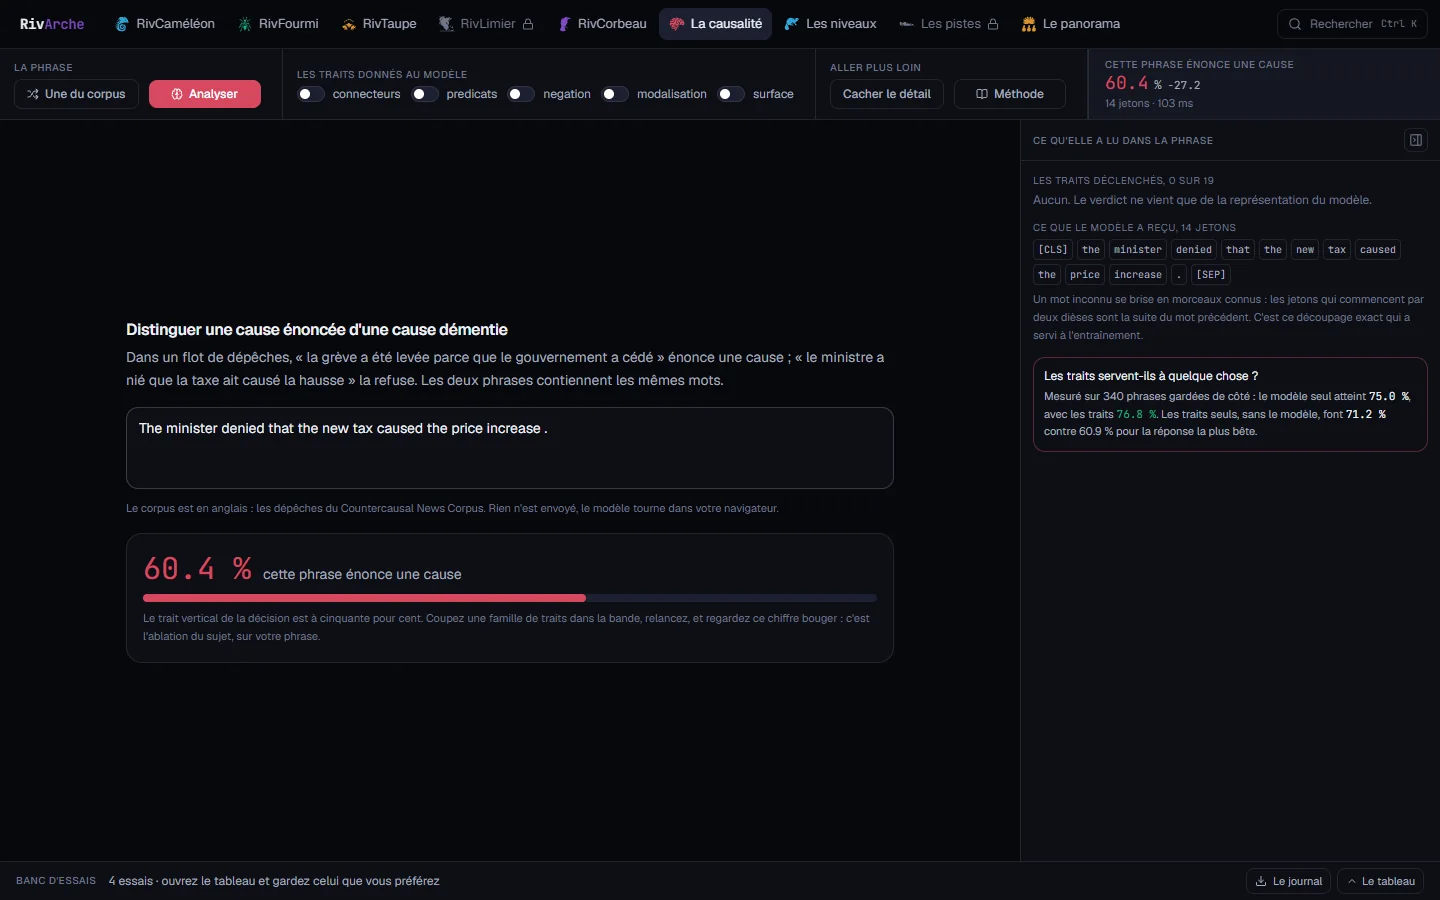 RivArche
RivCaméléon
RivFourmi
RivTaupe
RivLimier
RivCorbeau
La causalité
Les niveaux
Les pistes
Le panorama
Rechercher Ctrl K
LA PHRASE
Une du corpus
Analyser
LES TRAITS DONNÉS AU MODÈLE
connecteurs
predicats
negation
modalisation
surface
ALLER PLUS LOIN
Cacher le détail
Méthode
CETTE PHRASE ÉNONCE UNE CAUSE
60.4 % -27.2
14 jetons · 103 ms
Distinguer une cause énoncée d'une cause démentie
Dans un flot de dépêches, « la grève a été levée parce que le gouvernement a cédé » énonce une cause ; « le ministre a
nié que la taxe ait causé la hausse » la refuse. Les deux phrases contiennent les mêmes mots.
The minister denied that the new tax caused the price increase .
Le corpus est en anglais : les dépêches du Countercausal News Corpus. Rien n'est envoyé, le modèle tourne dans votre navigateur.
60.4 % cette phrase énonce une cause
Le trait vertical de la décision est à cinquante pour cent. Coupez une famille de traits dans la bande, relancez, et regardez ce chiffre bouger : c'est
l'ablation du sujet, sur votre phrase.
CE QU'ELLE A LU DANS LA PHRASE
LES TRAITS DÉCLENCHÉS, 0 SUR 19
Aucun. Le verdict ne vient que de la représentation du modèle.
CE QUE LE MODÈLE A REÇU, 14 JETONS
[CLS] the minister denied that the new tax caused
the price increase . [SEP]
Un mot inconnu se brise en morceaux connus : les jetons qui commencent par
deux dièses sont la suite du mot précédent. C'est ce découpage exact qui a
servi à l'entraînement.
Les traits servent-ils à quelque chose ?
Mesuré sur 340 phrases gardées de côté : le modèle seul atteint 75.0 %,
avec les traits 76.8 %. Les traits seuls, sans le modèle, font 71.2 %
contre 60.9 % pour la réponse la plus bête.
BANC D'ESSAIS 4 essais · ouvrez le tableau et gardez celui que vous préférez
Le journal
Le tableau